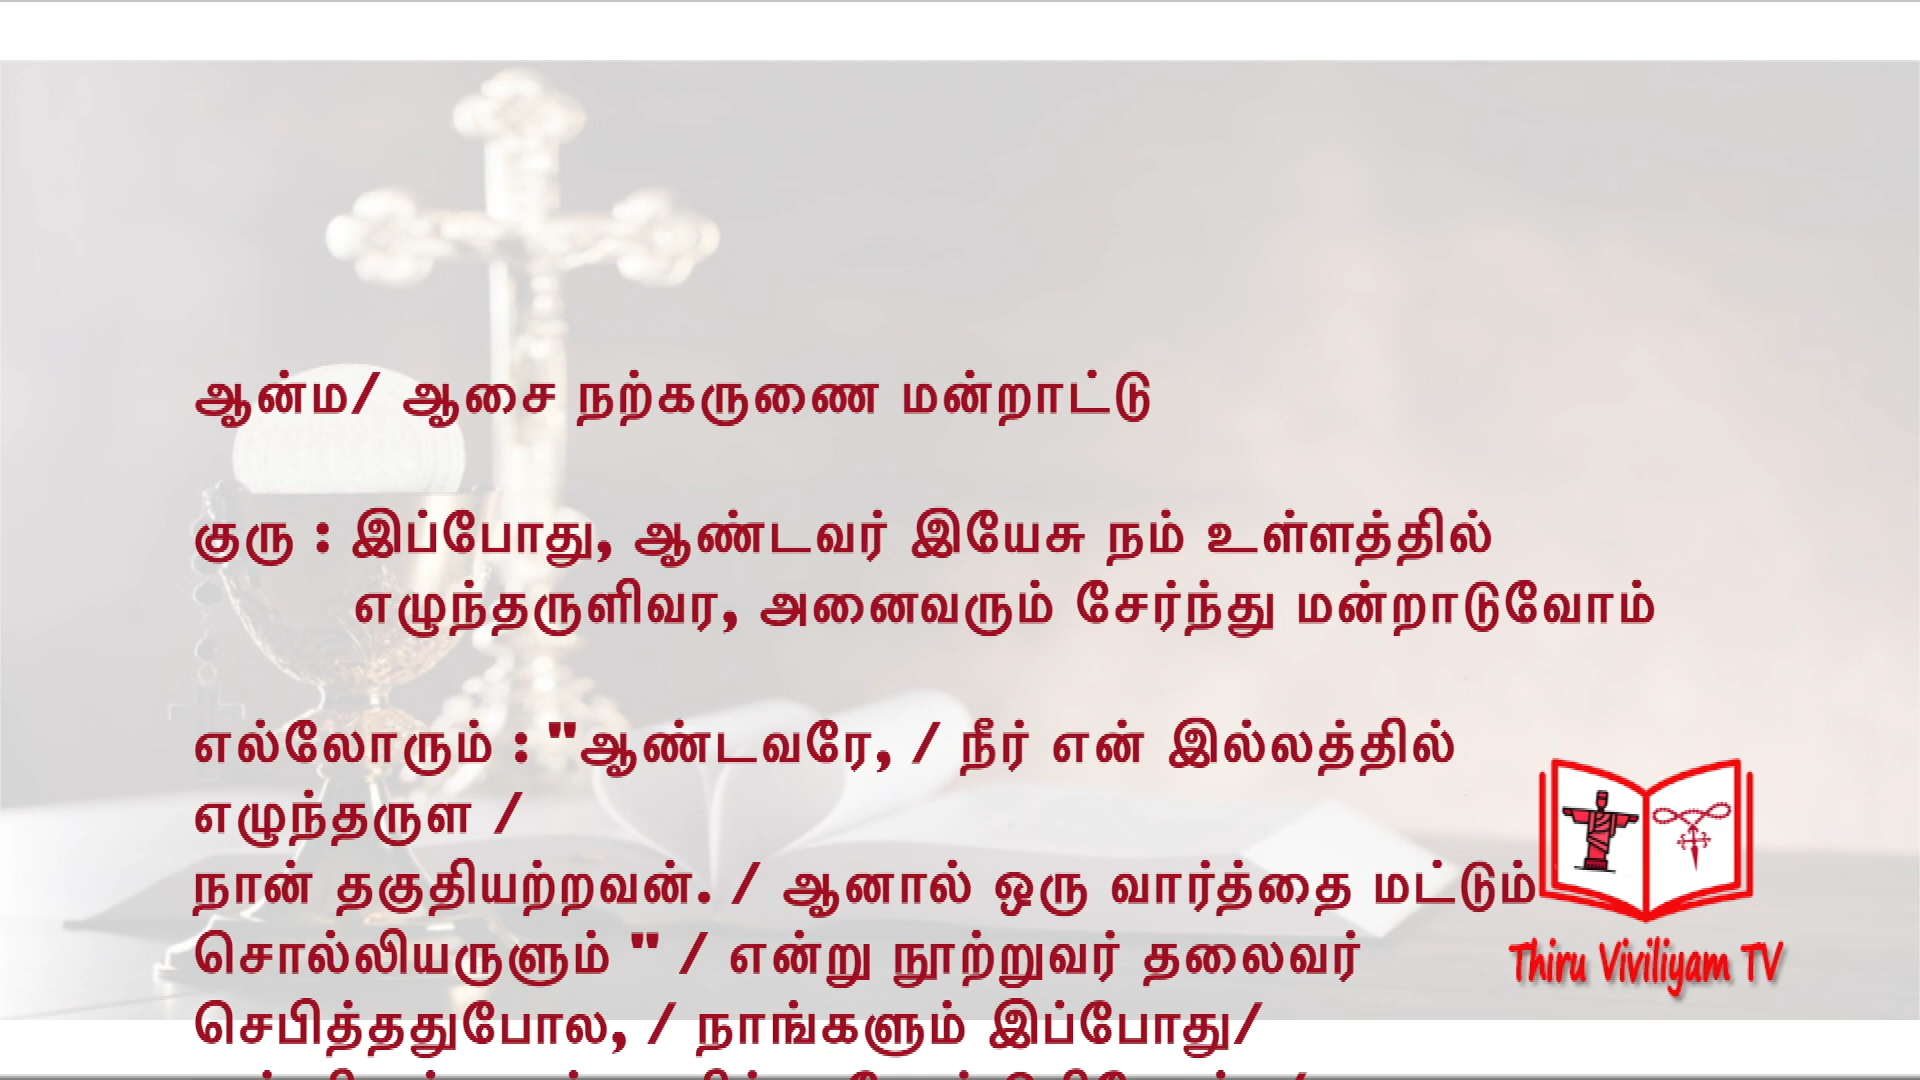 ஆன்ம/ ஆசை நற்கருணை மன்றாட்டு
குரு : இப்போது, ஆண்டவர் இயேசு நம் உள்ளத்தில்
எழுந்தருளிவர, அனைவரும் சேர்ந்து மன்றாடுவோம்
எல்லோரும் : "ஆண்டவரே, / நீர் என் இல்லத்தில்
எழுந்தருள /
நான் தகுதியற்றவன். / ஆனால் ஒரு வார்த்தை மட்டும்
சொல்லியருளும் " / என்று நூற்றுவர் தலைவர்
செபித்ததுபோல, / நாங்களும் இப்போது/
Thiru Viviliyam TV